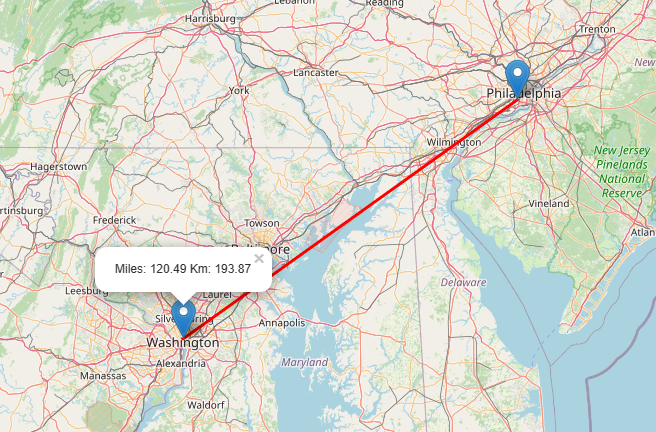 Lebanon
Reading
Harrisburg
Trenton
Lancaster
New
York
Philadelphia
Wilmington
New Jersey
Pinelands
National
Reserve
Hagerstown
Vineland
Frederick
Towson
Atlan
Baltimore
Miles: 120.49 Km: 193.87
×
Delaware
Leesburg
Laurel
Silver Spring
Annapolis
Washington
Alexandria
Maryland
Manassas
Waldorf